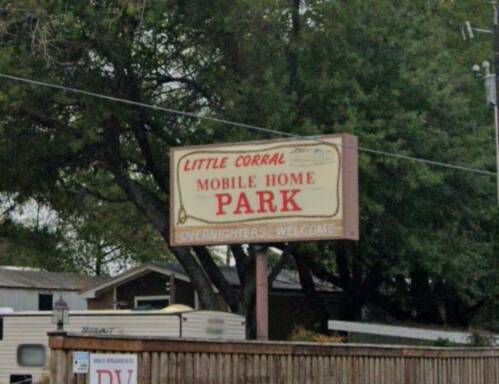 LITTLE CORRAL
MOBILE HOME
PARK
OVERNIGHTERS WELCOME
RV